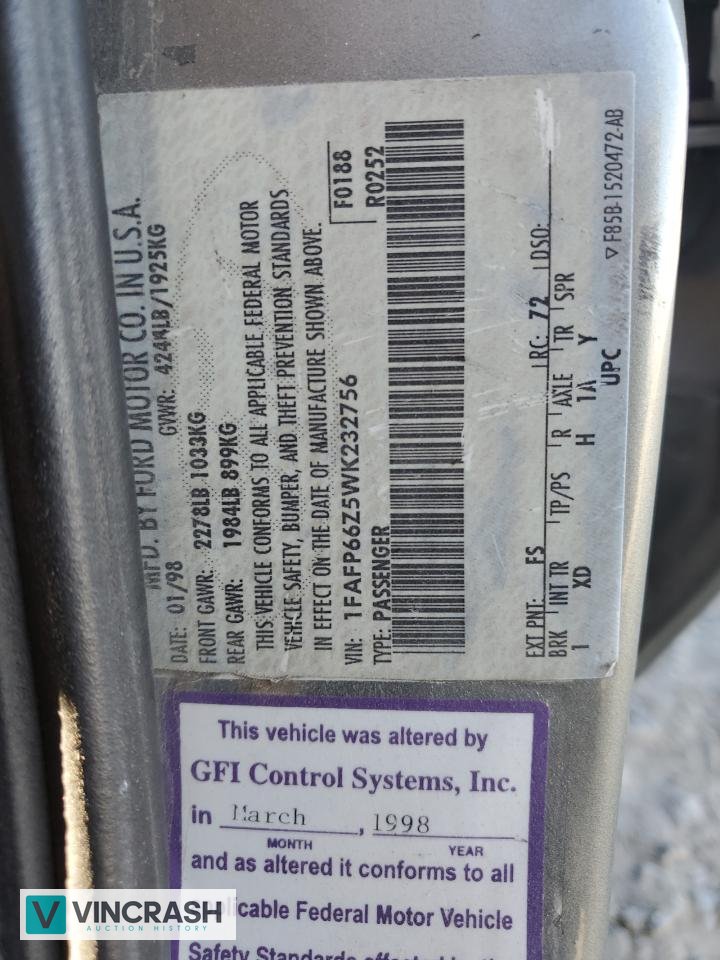 MFD. BY FORD MOTOR CO. IN U.S.A.
DATE: 01/98 GVWR: 4244LB/1925KG
FRONT GAWR: 2278LB 1033KG
REAR GAWR: 1984LB 899KG
THIS VEHICLE CONFORMS TO ALL APPLICABLE FEDERAL MOTOR
VEHICLE SAFETY, BUMPER, AND THEFT PREVENTION STANDARDS
IN EFFECT ON THE DATE OF MANUFACTURE SHOWN ABOVE.
VIN: 1FAFP66Z5WK232756 F0188
TYPE: PASSENGER R0252
EXT PNT: FS RC: 72 DSO:
BRK INT TR TP/PS R AXLE TR SPR
1 XD H 1A Y
UPC
▽ F85B-1520472-AB
This vehicle was altered by
GFI Control Systems, Inc.
in March, 1998
MONTH YEAR
and as altered it conforms to all
plicable Federal Motor Vehicle
Safety Standards
VINCRASH
AUCTION HISTORY